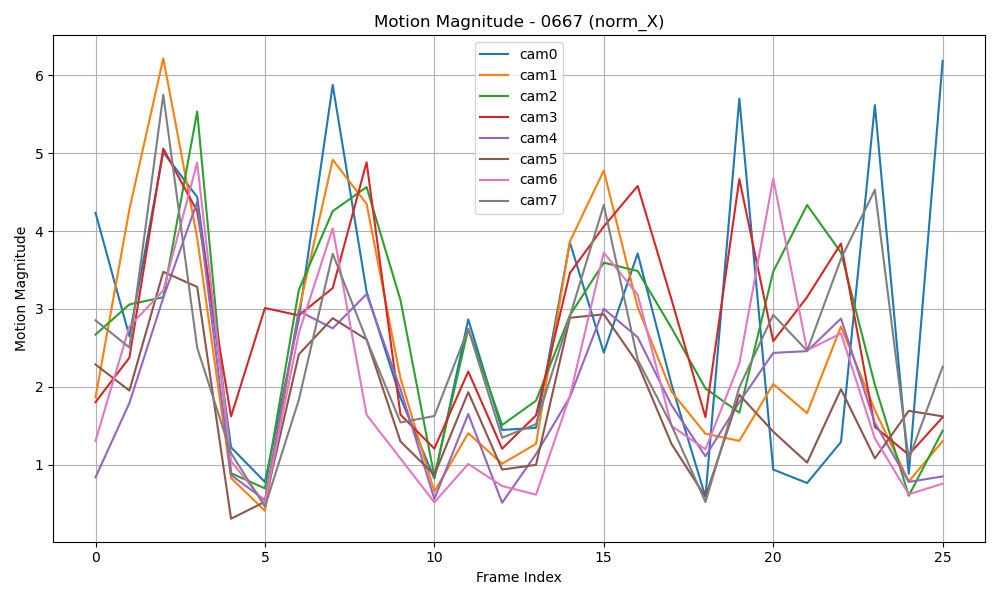 Motion Magnitude - 0667 (norm_X)
Motion Magnitude
6
5
4
3
2
1
cam0
cam1
cam2
cam3
cam4
cam5
cam6
cam7
0 5 10 15 20 25
Frame Index